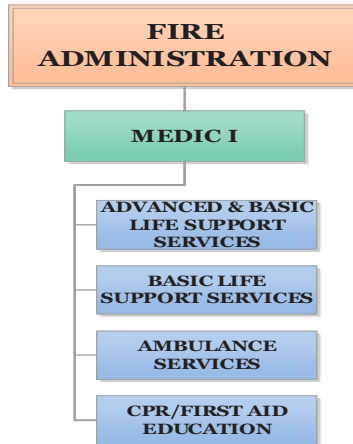 FIRE
ADMINISTRATION
MEDIC I
ADVANCED & BASIC
LIFE SUPPORT
SERVICES
BASIC LIFE
SUPPORT SERVICES
AMBULANCE
SERVICES
CPR/FIRST AID
EDUCATION